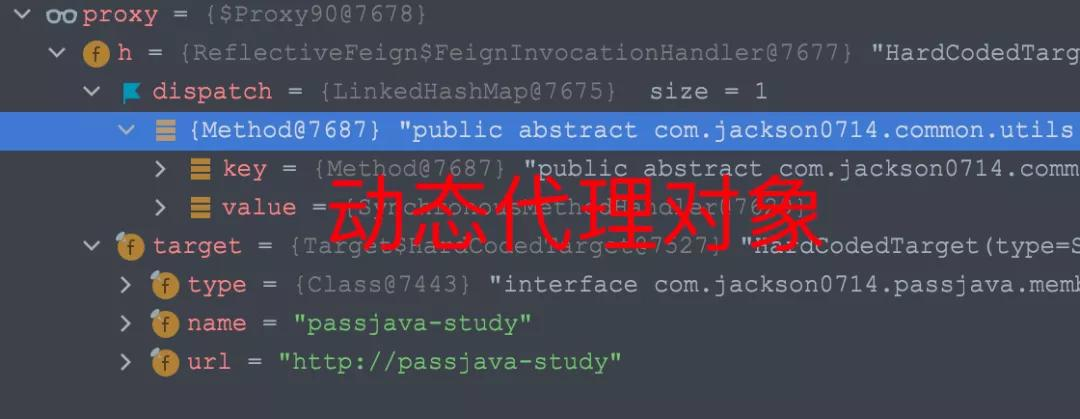 proxy = {$Proxy90@7678}
h = {ReflectiveFeign$FeignInvocationHandler@7677} "HardCodedTarg
dispatch = {LinkedHashMap@7675} size = 1
{Method@7687} "public abstract com.jackson0714.common.utils
key = {Method@7687} "public abstract com.jackson0714.comm
value = {SynchronousMethodHandler@76
动态代理对象
target = {Target$HardCodedTarget@7527} "HardCodedTarget(type=S
type = {Class@7443} "interface com.jackson0714.passjava.memb
name = "passjava-study"
url = "http://passjava-study"